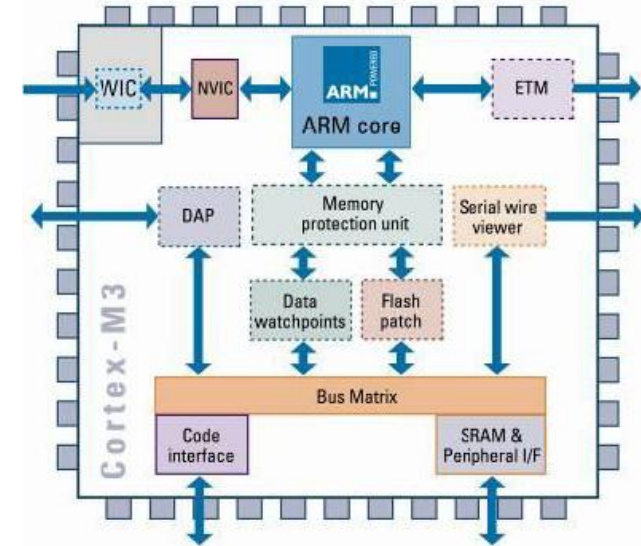 WIC
NVIC
ARM
POWERED
ARM core
ETM
DAP
Memory
protection unit
Serial wire
viewer
Data
watchpoints
Flash
patch
Bus Matrix
Code
interface
SRAM &
Peripheral I/F
Cortex-M3